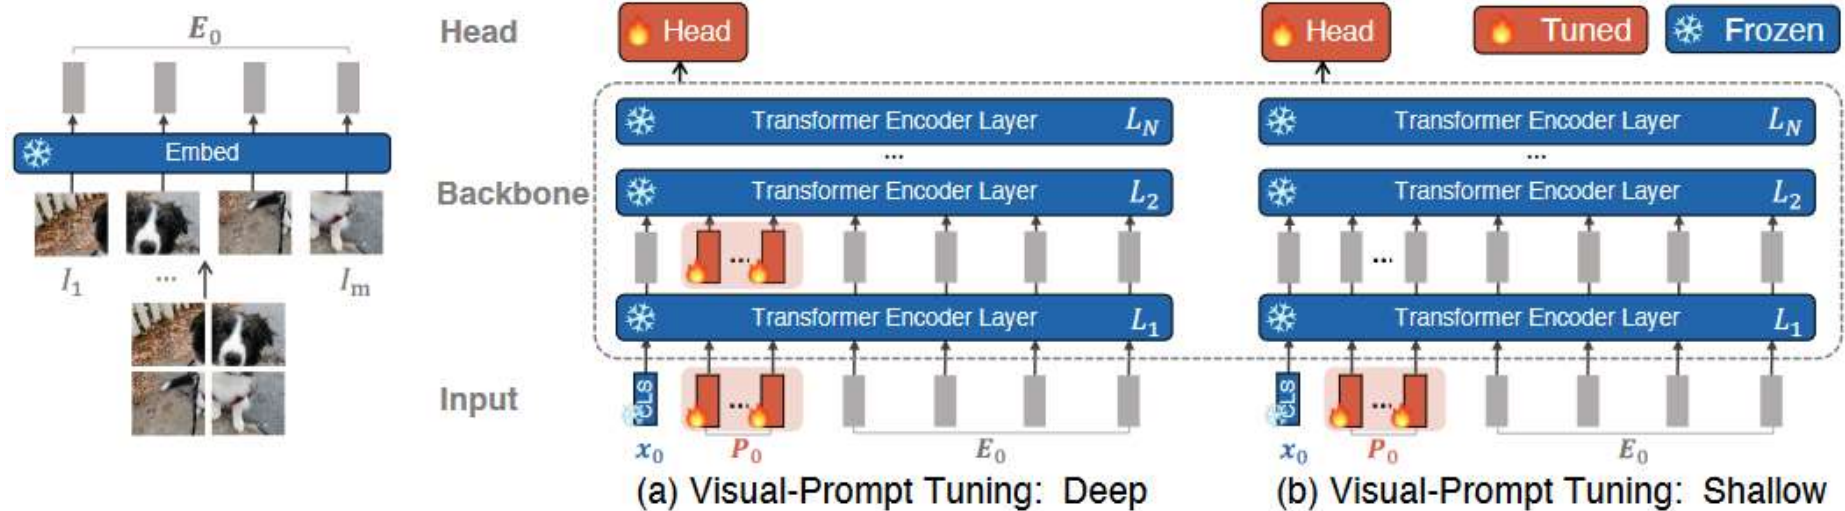 E₀
Embed
I₁ ... Iₘ
Head
Backbone
Input
Head
Transformer Encoder Layer L_N
...
Transformer Encoder Layer L₂
...
Transformer Encoder Layer L₁
CLS ...
x₀ P₀ E₀
(a) Visual-Prompt Tuning: Deep
Head
Tuned
Frozen
Transformer Encoder Layer L_N
...
Transformer Encoder Layer L₂
...
Transformer Encoder Layer L₁
CLS ...
x₀ P₀ E₀
(b) Visual-Prompt Tuning: Shallow